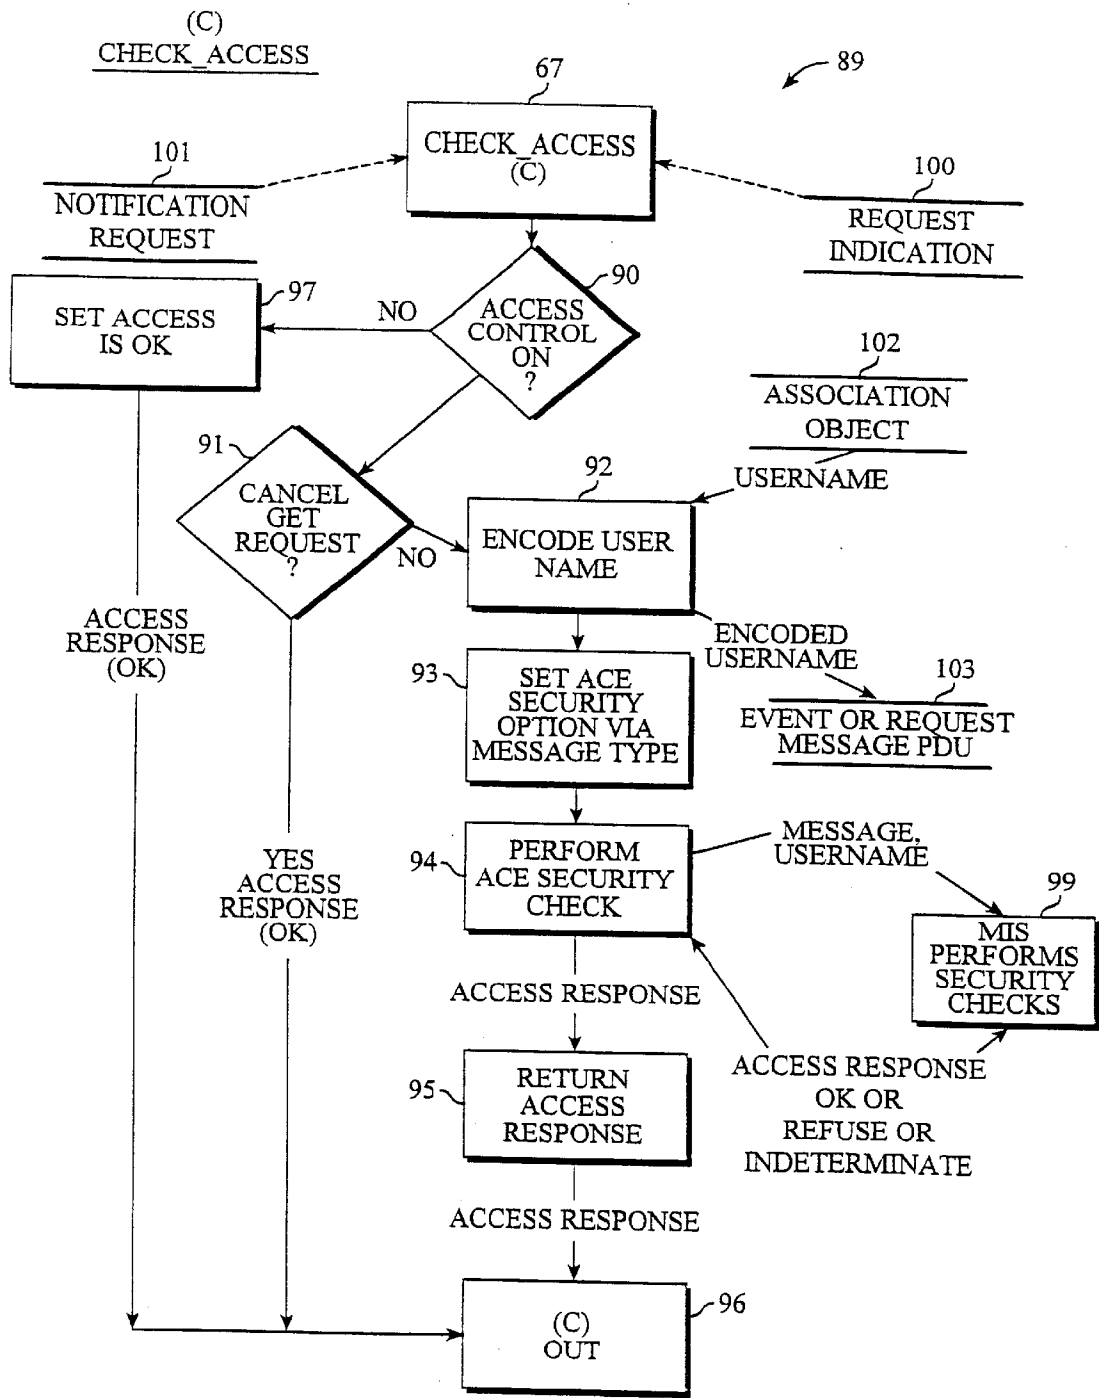 (C)
CHECK_ACCESS
67
89
CHECK_ACCESS
(C)
101
NOTIFICATION
REQUEST
100
REQUEST
INDICATION
90
ACCESS
CONTROL
ON
?
NO
97
SET ACCESS
IS OK
102
ASSOCIATION
OBJECT
USERNAME
91
CANCEL
GET
REQUEST
?
NO
92
ENCODE USER
NAME
ACCESS
RESPONSE
(OK)
ENCODED
USERNAME
93
SET ACE
SECURITY
OPTION VIA
MESSAGE TYPE
103
EVENT OR REQUEST
MESSAGE PDU
94
PERFORM
ACE SECURITY
CHECK
MESSAGE,
USERNAME
YES
ACCESS
RESPONSE
(OK)
99
MIS
PERFORMS
SECURITY
CHECKS
ACCESS RESPONSE
ACCESS RESPONSE
OK OR
REFUSE OR
INDETERMINATE
95
RETURN
ACCESS
RESPONSE
ACCESS RESPONSE
96
(C)
OUT